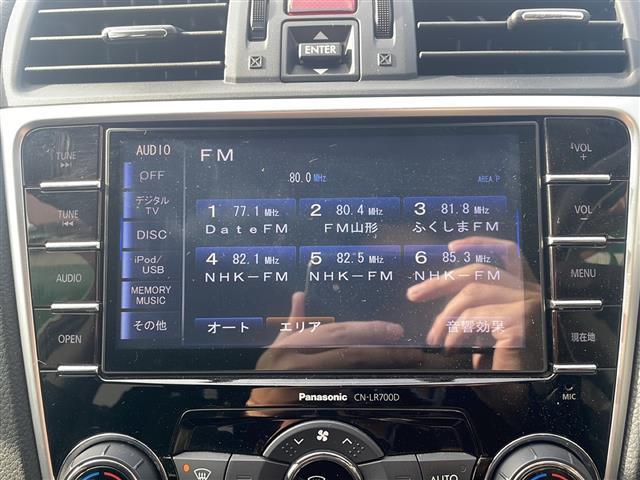 ENTER
TUNE
TUNE
AUDIO
OPEN
AUDIO
OFF
デジタル
TV
DISC
iPod/
USB
MEMORY
MUSIC
その他
FM
80.0 MHz
AREA P
1 77.1 MHz
DateFM
2 80.4 MHz
FM山形
3 81.8 MHz
ふくしまFM
4 82.1 MHz
NHK-FM
5 82.5 MHz
NHK-FM
6 85.3 MHz
NHK-FM
オート
エリア
音響効果
VOL
+
VOL
−
MENU
現在地
MIC
Panasonic CN-LR700D
AUTO